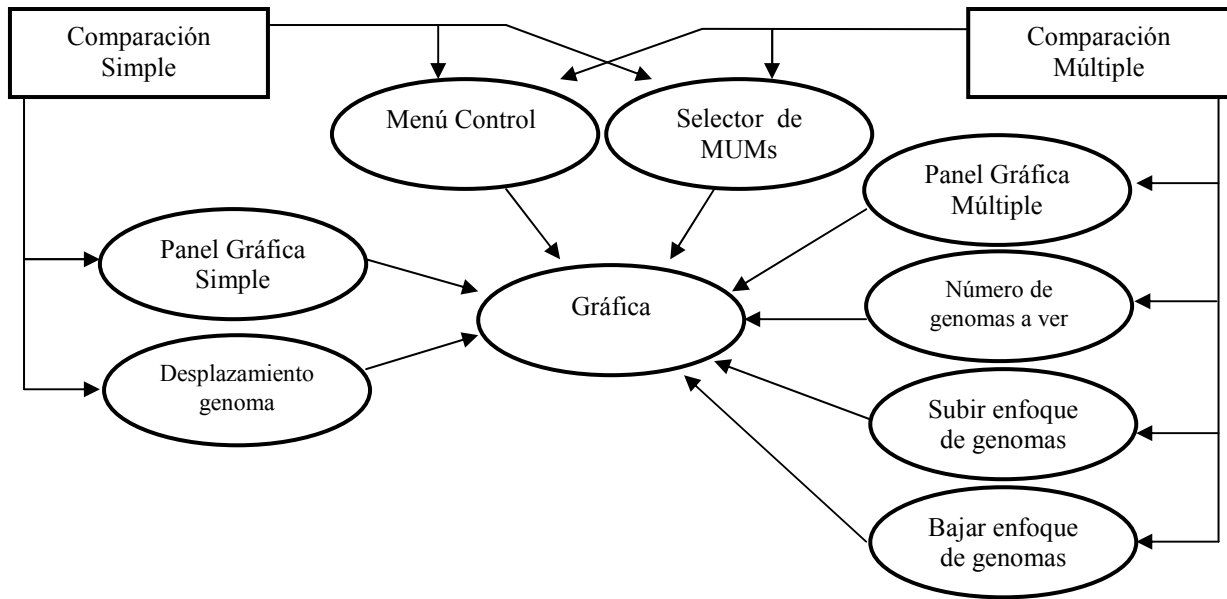 Comparación
Simple
Comparación
Múltiple
Menú Control
Selector de
MUMs
Panel Gráfica
Múltiple
Panel Gráfica
Simple
Gráfica
Número de
genomas a ver
Desplazamiento
genoma
Subir enfoque
de genomas
Bajar enfoque
de genomas